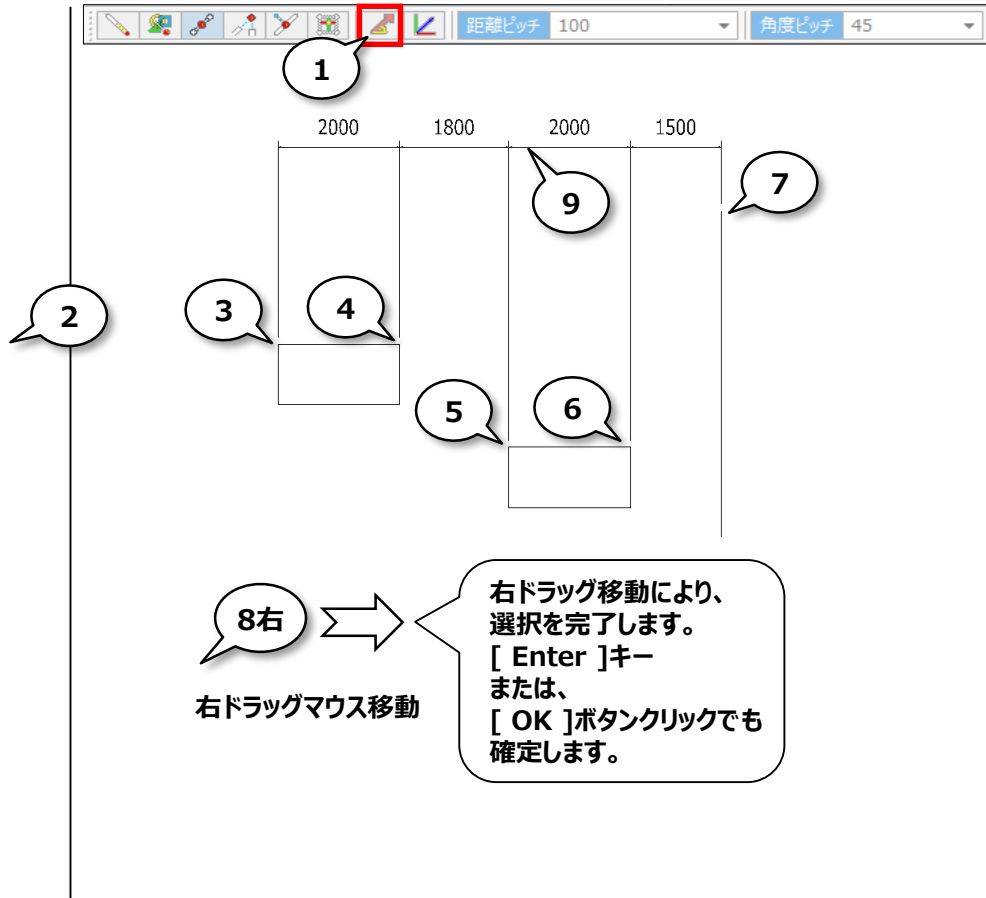 距離ピッチ 100 角度ピッチ 45
1
2000 1800 2000 1500
9
7
2
3
4
5
6
8右
右ドラッグマウス移動
右ドラッグ移動により、
選択を完了します。
[ Enter ]キー
または、
[ OK ]ボタンクリックでも
確定します。